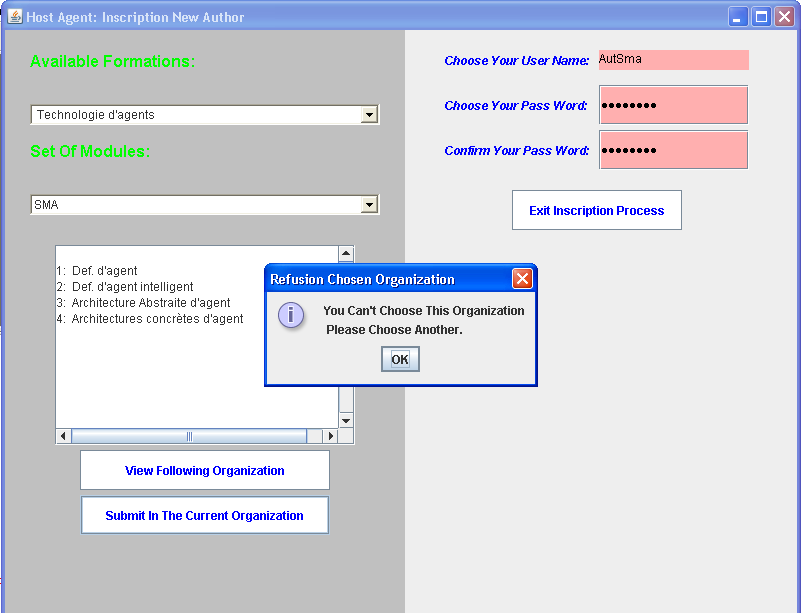 Host Agent: Inscription New Author
Available Formations:
Technologie d'agents
Set Of Modules:
SMA
1: Def. d'agent
2: Def. d'agent intelligent
3: Architecture Abstraite d'agent
4: Architectures concrètes d'agent
View Following Organization
Submit In The Current Organization
Choose Your User Name:
AutSma
Choose Your Pass Word:
••••••••
Confirm Your Pass Word:
••••••••
Exit Inscription Process
Refusion Chosen Organization
You Can't Choose This Organization
Please Choose Another.
OK